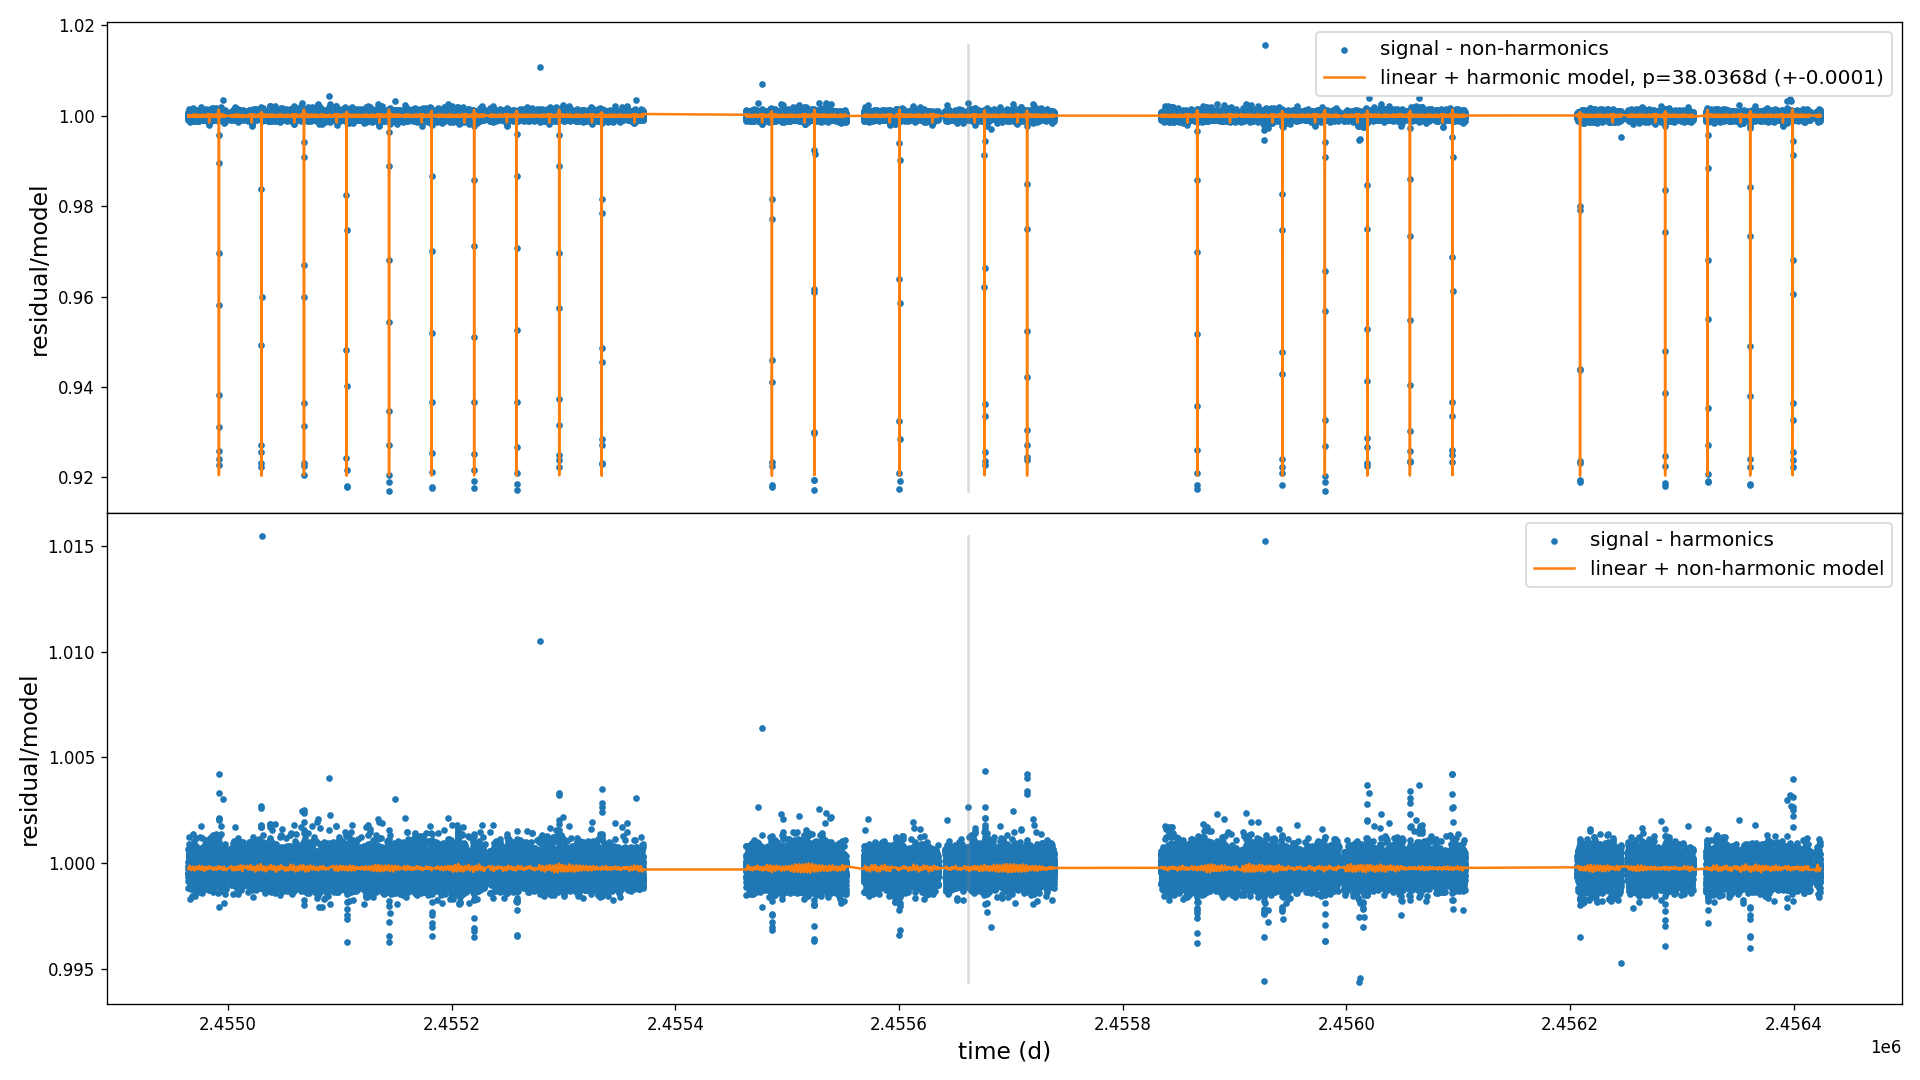 1.02
1.00
0.98
0.96
0.94
0.92
residual/model
signal - non-harmonics
linear + harmonic model, p=38.0368d (+-0.0001)
1.015
1.010
1.005
1.000
0.995
residual/model
signal - harmonics
linear + non-harmonic model
2.4550 2.4552 2.4554 2.4556 2.4558 2.4560 2.4562 2.4564
time (d)
1e6